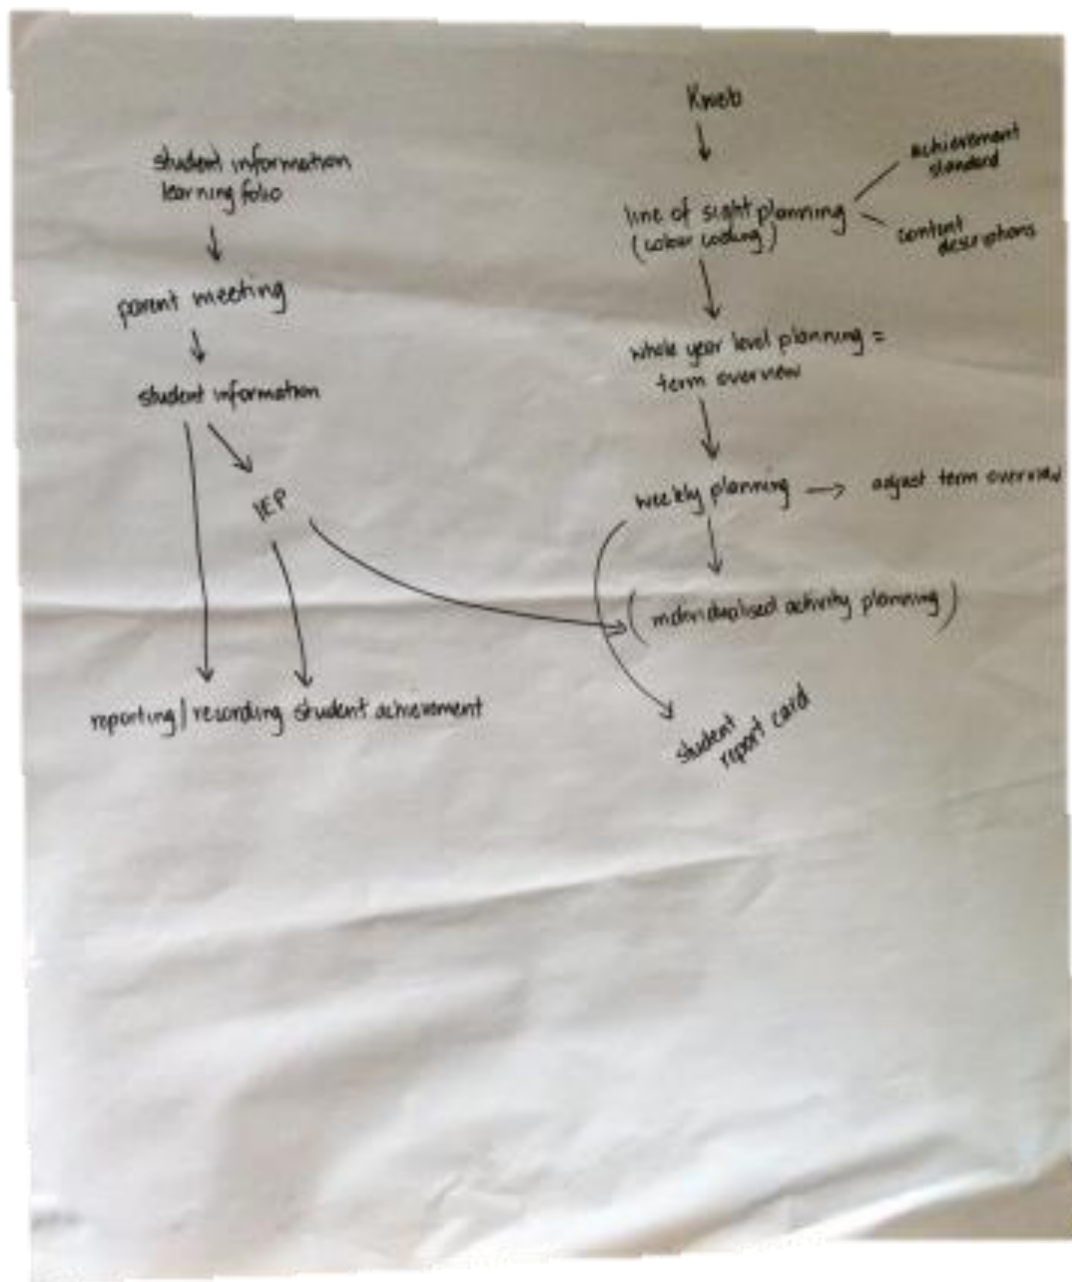 student information
learning folio
parent meeting
student information
IEP
reporting/recording student achievement
Kweb
line of sight planning
(colour coding)
achievement
standard
content
descriptions
whole year level planning =
term overview
weekly planning → adjust term overview
(individualised activity planning)
student
report card